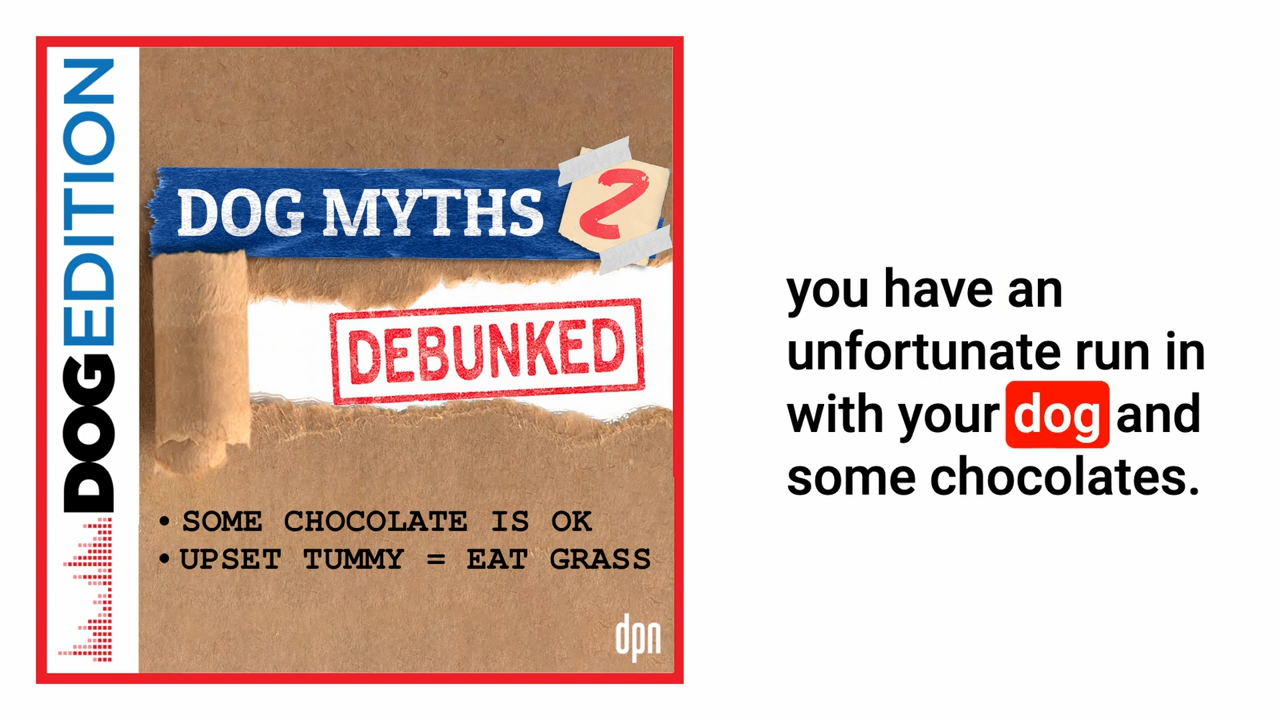 DOGEDITION
DOG MYTHS 2
DEBUNKED
• SOME CHOCOLATE IS OK
• UPSET TUMMY = EAT GRASS
dpn
you have an
unfortunate run in
with your dog and
some chocolates.